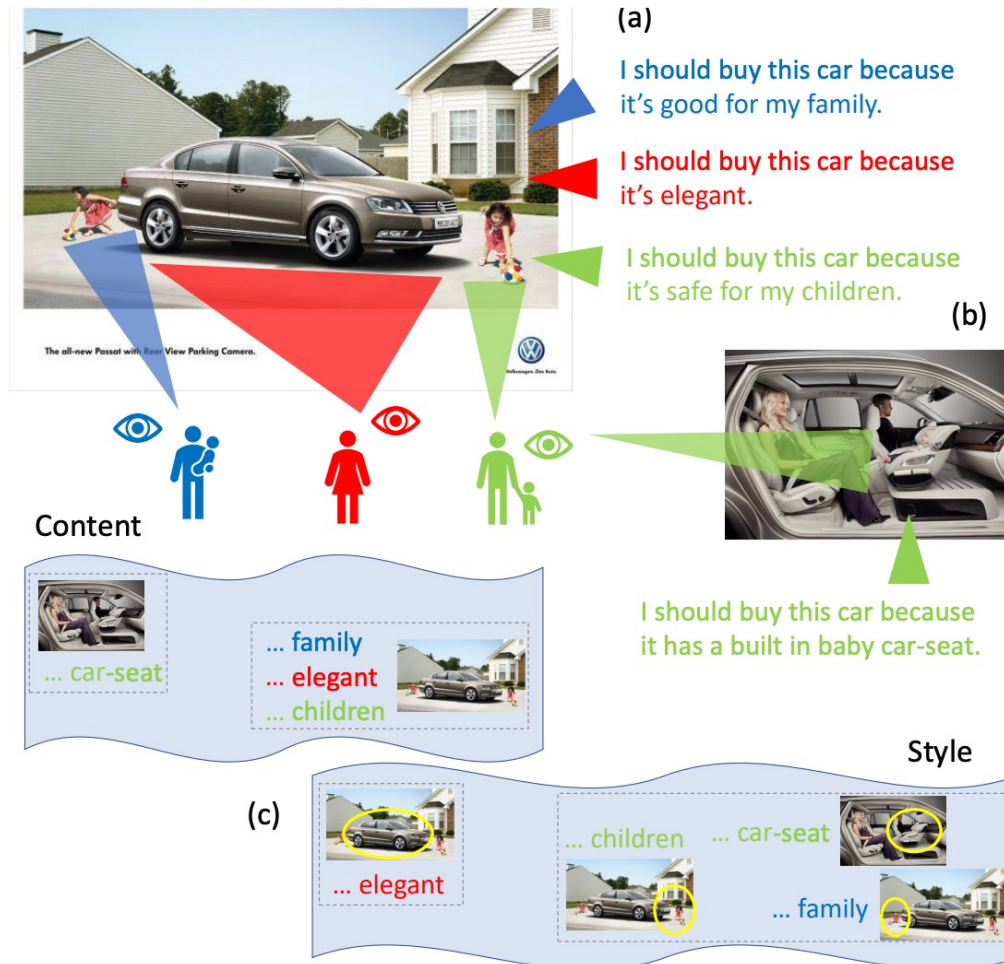 (a)
I should buy this car because
it's good for my family.
I should buy this car because
it's elegant.
I should buy this car because
it's safe for my children.
The all-new Passat with Rear View Parking Camera.
Volkswagen. Das Auto.
(b)
I should buy this car because
it has a built in baby car-seat.
Content
... car-seat
... family
... elegant
... children
Style
(c)
... elegant
... children
... car-seat
... family